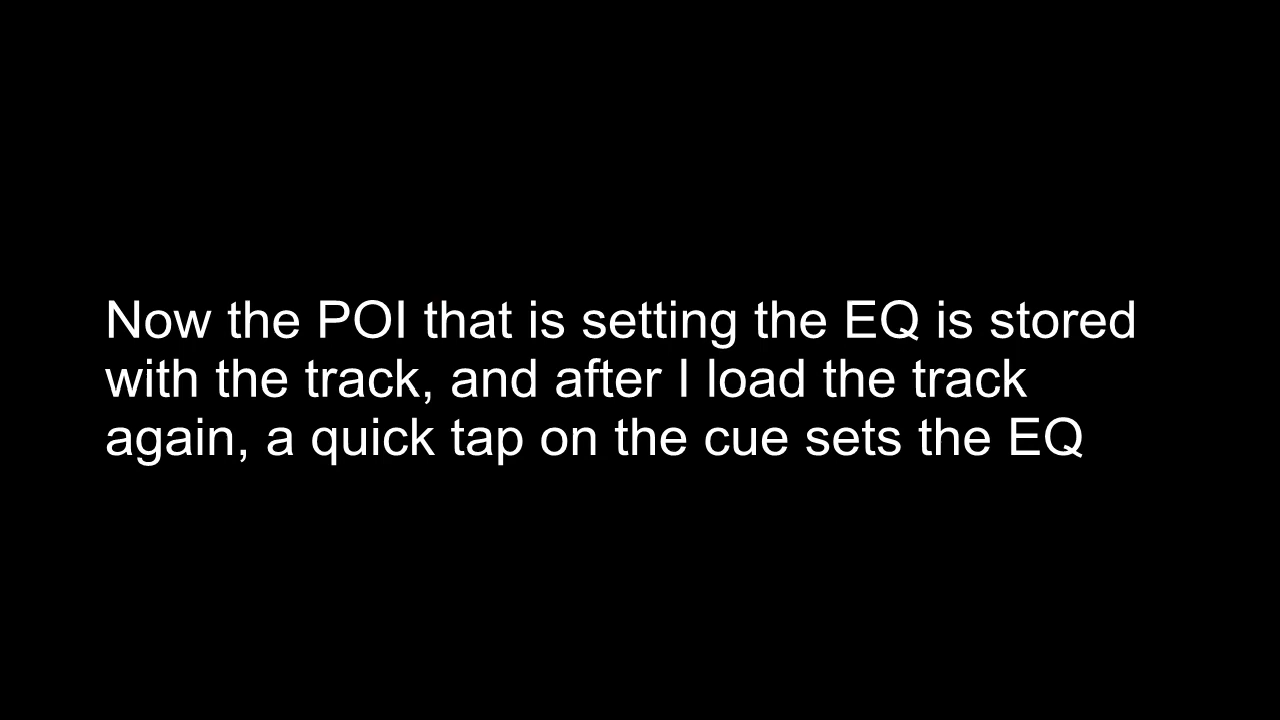 Now the POI that is setting the EQ is stored
with the track, and after I load the track
again, a quick tap on the cue sets the EQ